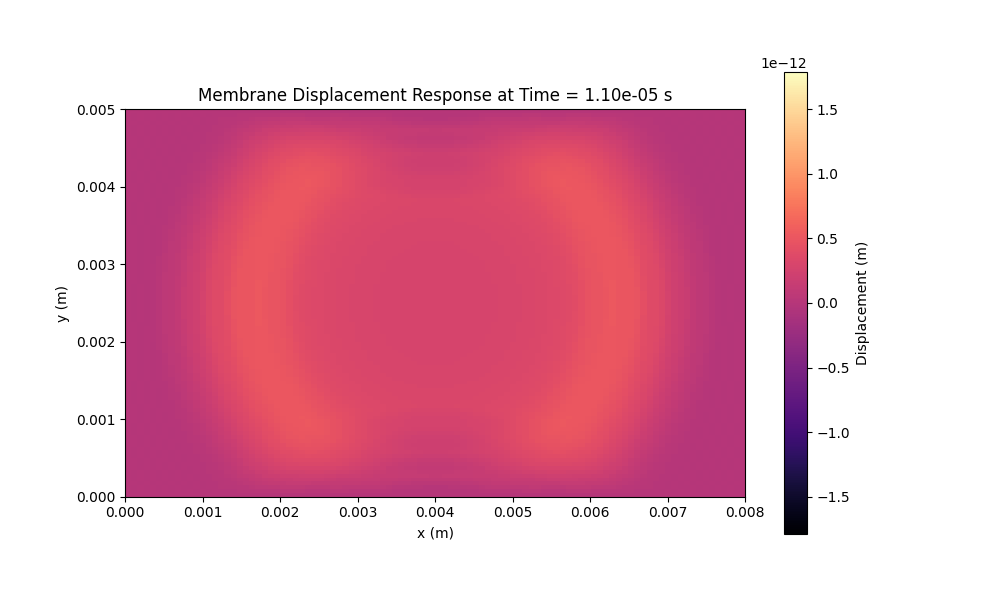 1e−12
Membrane Displacement Response at Time = 1.10e-05 s
0.005
0.004
0.003
0.002
0.001
0.000
y (m)
0.000 0.001 0.002 0.003 0.004 0.005 0.006 0.007 0.008
x (m)
1.5
1.0
0.5
0.0
−0.5
−1.0
−1.5
Displacement (m)